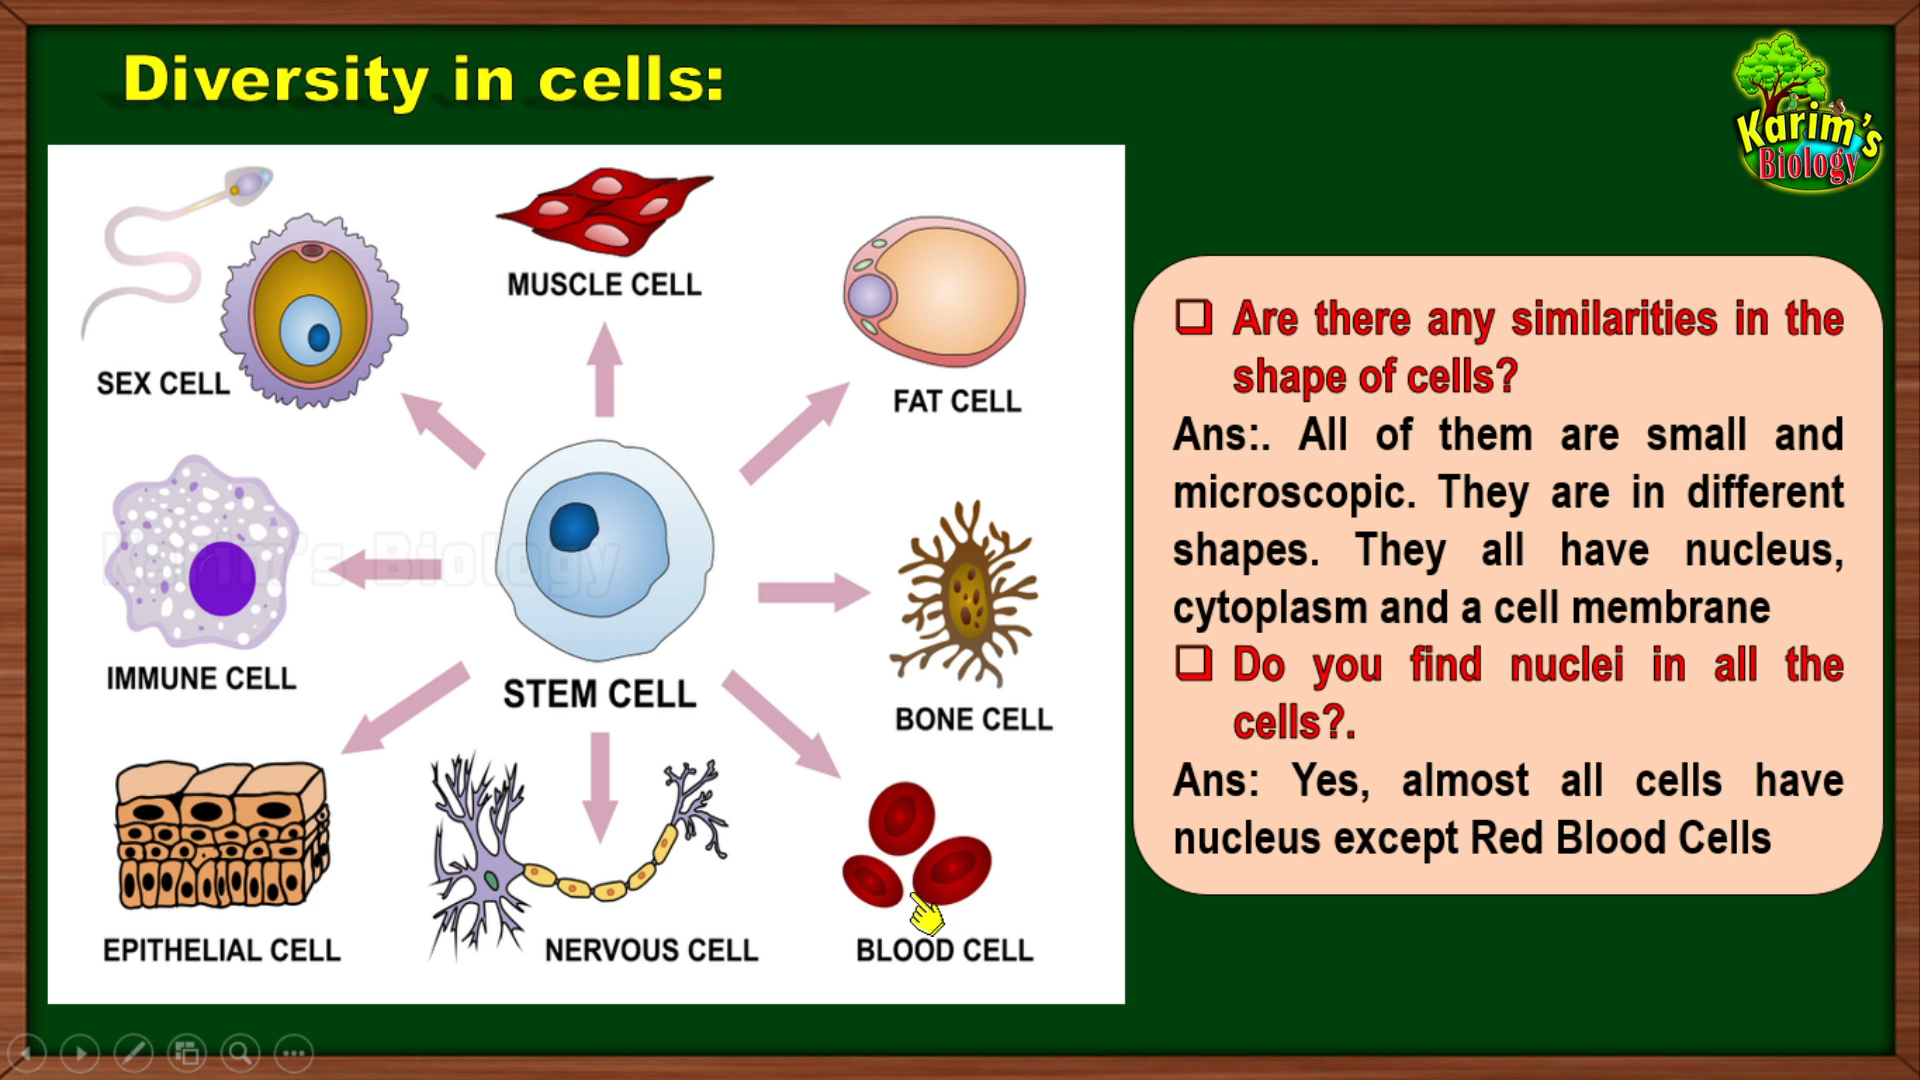 Diversity in cells:
Karim's
Biology
SEX CELL
MUSCLE CELL
FAT CELL
IMMUNE CELL
STEM CELL
BONE CELL
EPITHELIAL CELL
NERVOUS CELL
BLOOD CELL
Karim's Biology
Are there any similarities in the
shape of cells?
Ans:. All of them are small and
microscopic. They are in different
shapes. They all have nucleus,
cytoplasm and a cell membrane
Do you find nuclei in all the
cells?.
Ans: Yes, almost all cells have
nucleus except Red Blood Cells